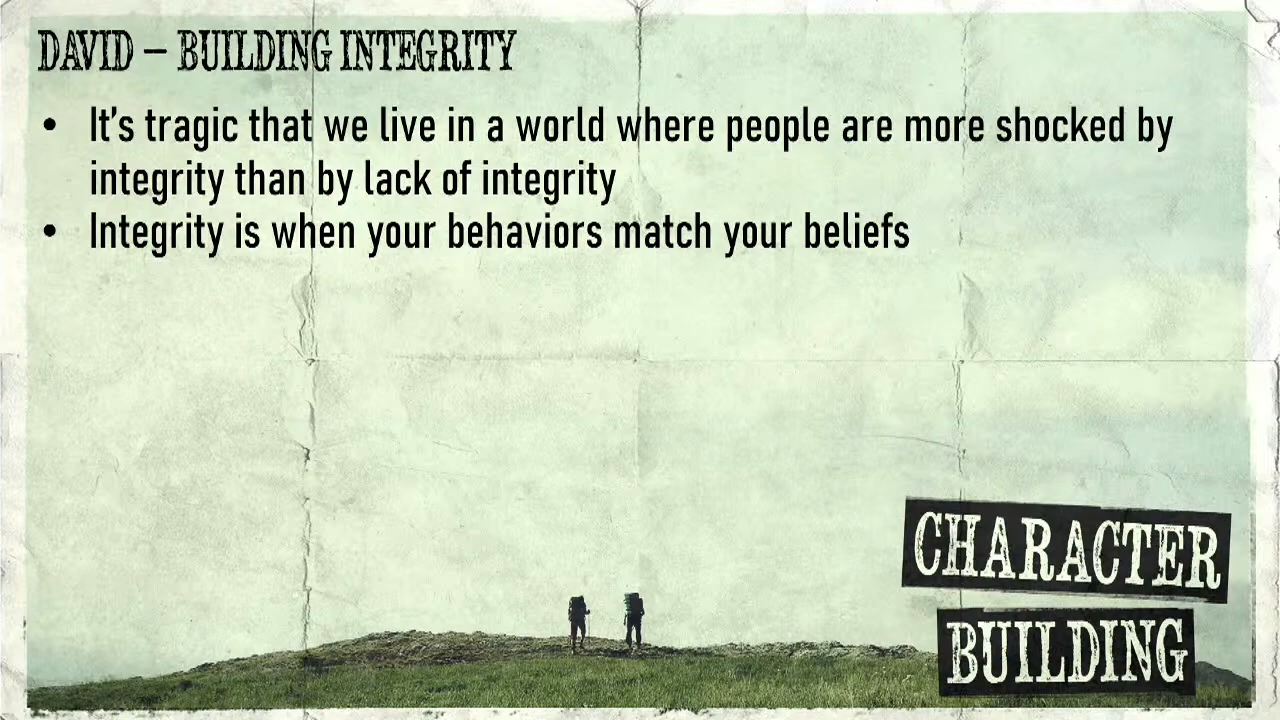 DAVID – BUILDING INTEGRITY
• It's tragic that we live in a world where people are more shocked by
integrity than by lack of integrity
• Integrity is when your behaviors match your beliefs
CHARACTER
BUILDING